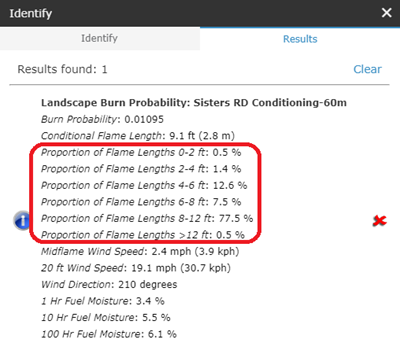 Identify
Identify
Results
Results found: 1
Clear
Landscape Burn Probability: Sisters RD Conditioning-60m
Burn Probability: 0.01095
Conditional Flame Length: 9.1 ft (2.8 m)
Proportion of Flame Lengths 0-2 ft: 0.5 %
Proportion of Flame Lengths 2-4 ft: 1.4 %
Proportion of Flame Lengths 4-6 ft: 12.6 %
Proportion of Flame Lengths 6-8 ft: 7.5 %
Proportion of Flame Lengths 8-12 ft: 77.5 %
Proportion of Flame Lengths >12 ft: 0.5 %
Midflame Wind Speed: 2.4 mph (3.9 kph)
20 ft Wind Speed: 19.1 mph (30.7 kph)
Wind Direction: 210 degrees
1 Hr Fuel Moisture: 3.4 %
10 Hr Fuel Moisture: 5.5 %
100 Hr Fuel Moisture: 6.1 %